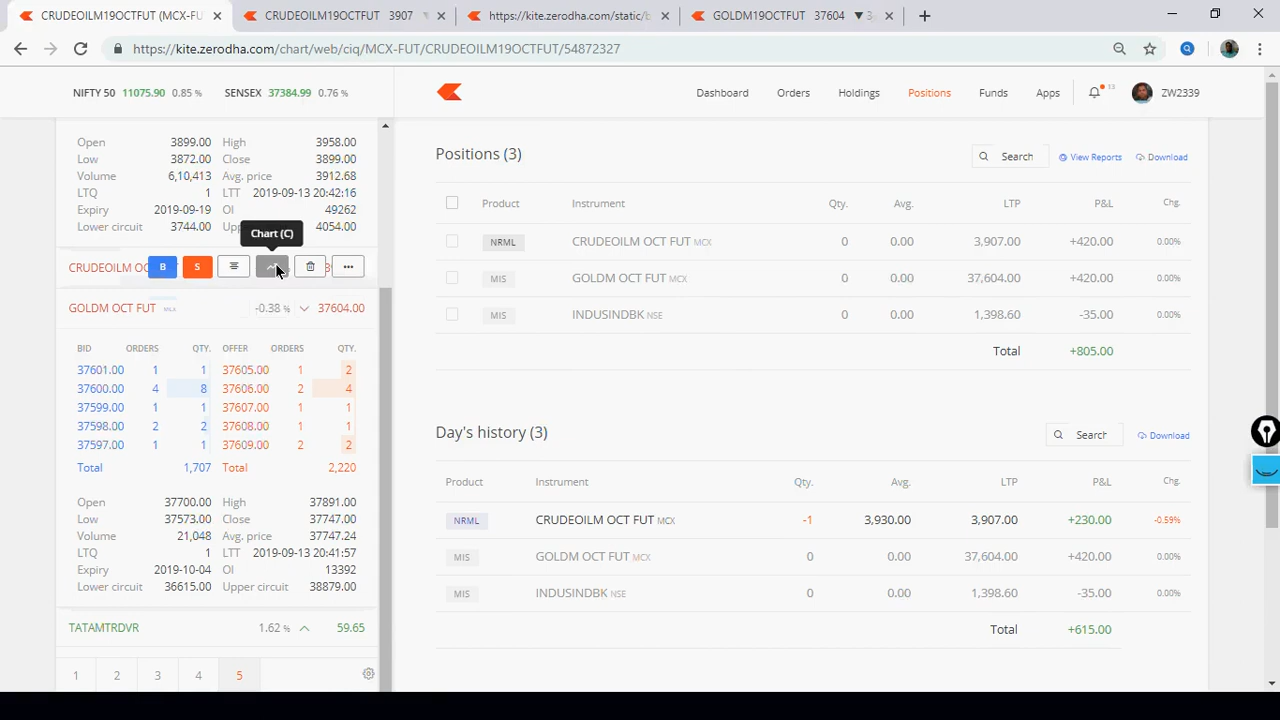 CRUDEOILM19OCTFUT (MCX-FU
CRUDEOILM19OCTFUT 3907
https://kite.zerodha.com/static/b
GOLDM19OCTFUT 37604
https://kite.zerodha.com/chart/web/ciq/MCX-FUT/CRUDEOILM19OCTFUT/54872327
NIFTY 50 11075.90 0.85 % SENSEX 37384.99 0.76 %
Dashboard Orders Holdings Positions Funds Apps 13 ZW2339
Open 3899.00 High 3958.00
Low 3872.00 Close 3899.00
Volume 6,10,413 Avg. price 3912.68
LTQ 1 LTT 2019-09-13 20:42:16
Expiry 2019-09-19 OI 49262
Lower circuit 3744.00 Upp 4054.00
Chart (C)
CRUDEOILM OC B S
GOLDM OCT FUT MCX -0.38 % 37604.00
BID ORDERS QTY. OFFER ORDERS QTY.
37601.00 1 1 37605.00 1 2
37600.00 4 8 37606.00 2 4
37599.00 1 1 37607.00 1 1
37598.00 2 2 37608.00 1 1
37597.00 1 1 37609.00 2 2
Total 1,707 Total 2,220
Open 37700.00 High 37891.00
Low 37573.00 Close 37747.00
Volume 21,048 Avg. price 37747.24
LTQ 1 LTT 2019-09-13 20:41:57
Expiry 2019-10-04 OI 13392
Lower circuit 36615.00 Upper circuit 38879.00
TATAMTRDVR 1.62 % 59.65
1 2 3 4 5
Positions (3) Search View Reports Download
Product Instrument Qty. Avg. LTP P&L Chg.
NRML CRUDEOILM OCT FUT MCX 0 0.00 3,907.00 +420.00 0.00%
MIS GOLDM OCT FUT MCX 0 0.00 37,604.00 +420.00 0.00%
MIS INDUSINDBK NSE 0 0.00 1,398.60 -35.00 0.00%
Total +805.00
Day's history (3) Search Download
Product Instrument Qty. Avg. LTP P&L Chg.
NRML CRUDEOILM OCT FUT MCX -1 3,930.00 3,907.00 +230.00 -0.59%
MIS GOLDM OCT FUT MCX 0 0.00 37,604.00 +420.00 0.00%
MIS INDUSINDBK NSE 0 0.00 1,398.60 -35.00 0.00%
Total +615.00